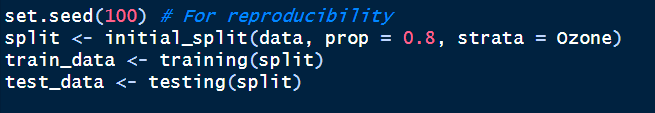 set.seed(100) # For reproducibility
split <- initial_split(data, prop = 0.8, strata = Ozone)
train_data <- training(split)
test_data <- testing(split)